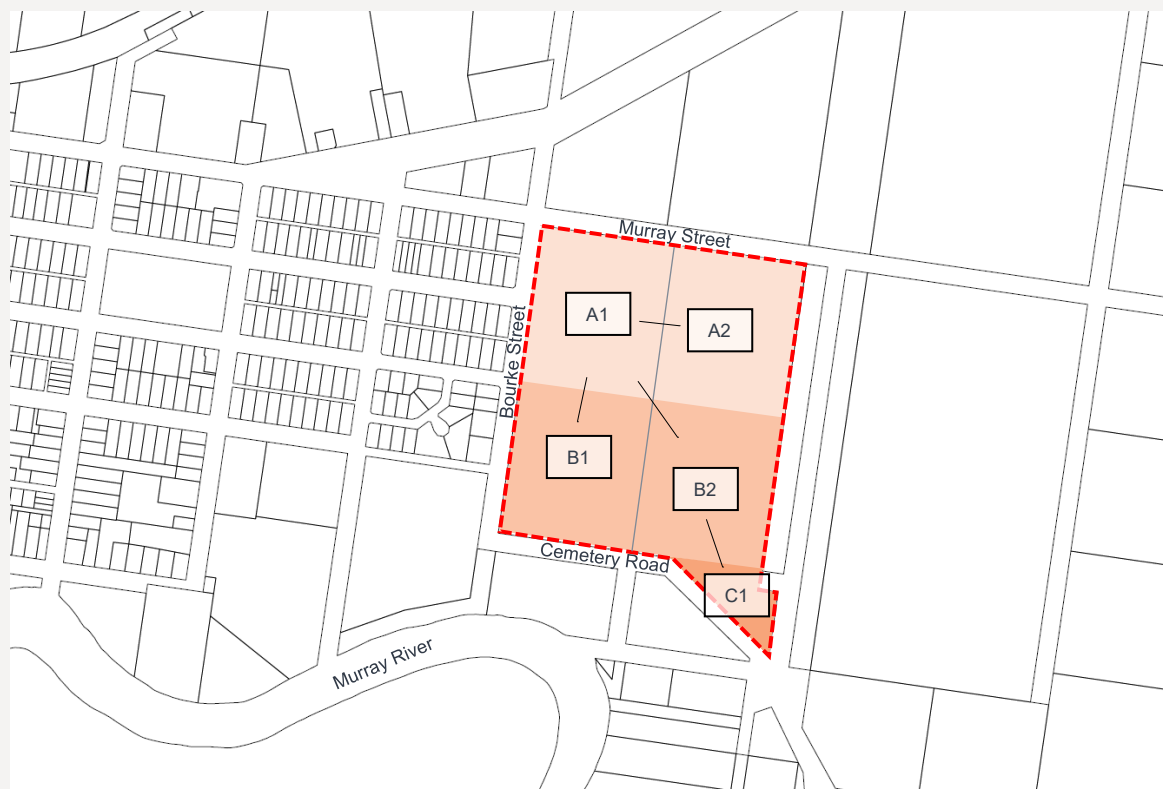 Murray Street
A1
A2
Bourke Street
B1
B2
Cemetery Road
C1
Murray River